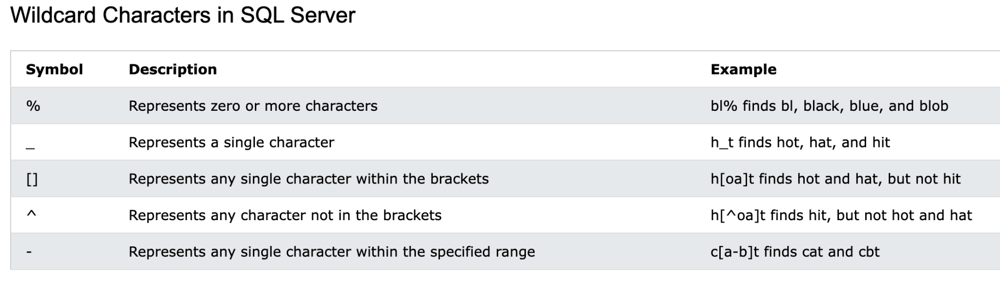 Wildcard Characters in SQL Server
Symbol Description Example
% Represents zero or more characters bl% finds bl, black, blue, and blob
_ Represents a single character h_t finds hot, hat, and hit
[] Represents any single character within the brackets h[oa]t finds hot and hat, but not hit
^ Represents any character not in the brackets h[^oa]t finds hit, but not hot and hat
- Represents any single character within the specified range c[a-b]t finds cat and cbt